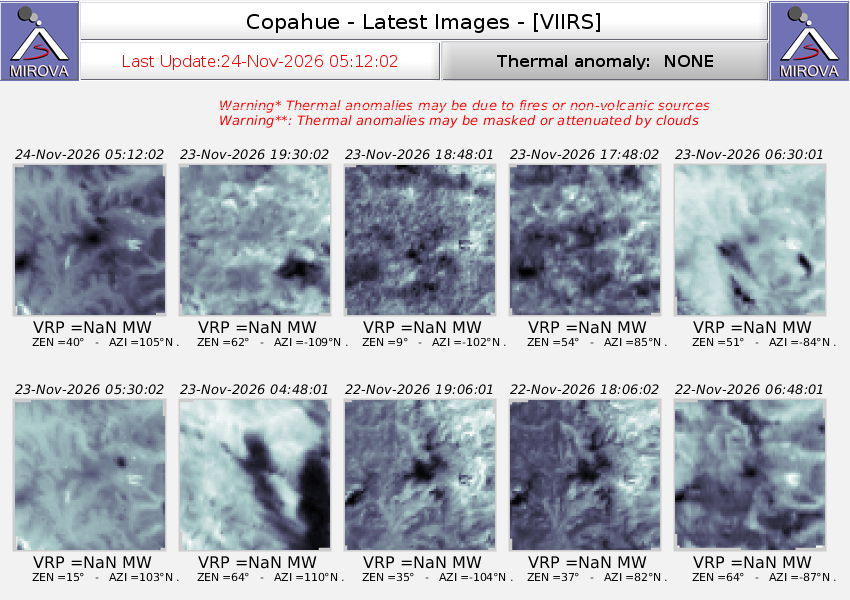 Copahue - Latest Images - [VIIRS]
MIROVA
Last Update:24-Nov-2026 05:12:02
Thermal anomaly: NONE
MIROVA
Warning* Thermal anomalies may be due to fires or non-volcanic sources
Warning**: Thermal anomalies may be masked or attenuated by clouds
24-Nov-2026 05:12:02 23-Nov-2026 19:30:02 23-Nov-2026 18:48:01 23-Nov-2026 17:48:02 23-Nov-2026 06:30:01
VRP =NaN MW VRP =NaN MW VRP =NaN MW VRP =NaN MW VRP =NaN MW
ZEN =40° - AZI =105°N . ZEN =62° - AZI =-109°N . ZEN =9° - AZI =-102°N . ZEN =54° - AZI =85°N . ZEN =51° - AZI =-84°N .
23-Nov-2026 05:30:02 23-Nov-2026 04:48:01 22-Nov-2026 19:06:01 22-Nov-2026 18:06:02 22-Nov-2026 06:48:01
VRP =NaN MW VRP =NaN MW VRP =NaN MW VRP =NaN MW VRP =NaN MW
ZEN =15° - AZI =103°N . ZEN =64° - AZI =110°N . ZEN =35° - AZI =-104°N . ZEN =37° - AZI =82°N . ZEN =64° - AZI =-87°N .